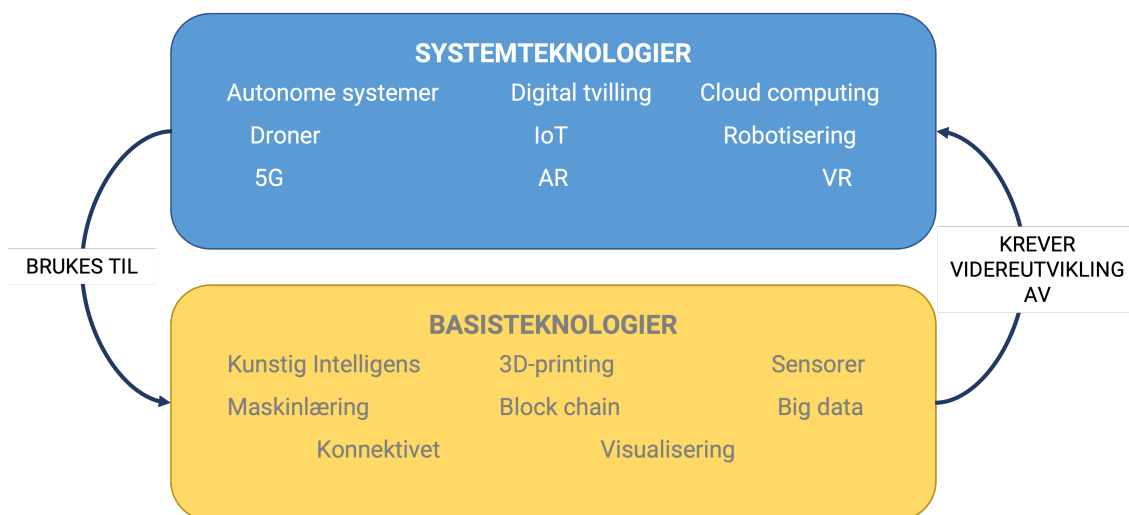 SYSTEMTEKNOLOGIER
Autonome systemer Digital tvilling Cloud computing
Droner IoT Robotisering
5G AR VR
BRUKES TIL
KREVER
VIDEREUTVIKLING
AV
BASISTEKNOLOGIER
Kunstig Intelligens 3D-printing Sensorer
Maskinlæring Block chain Big data
Konnektivet Visualisering